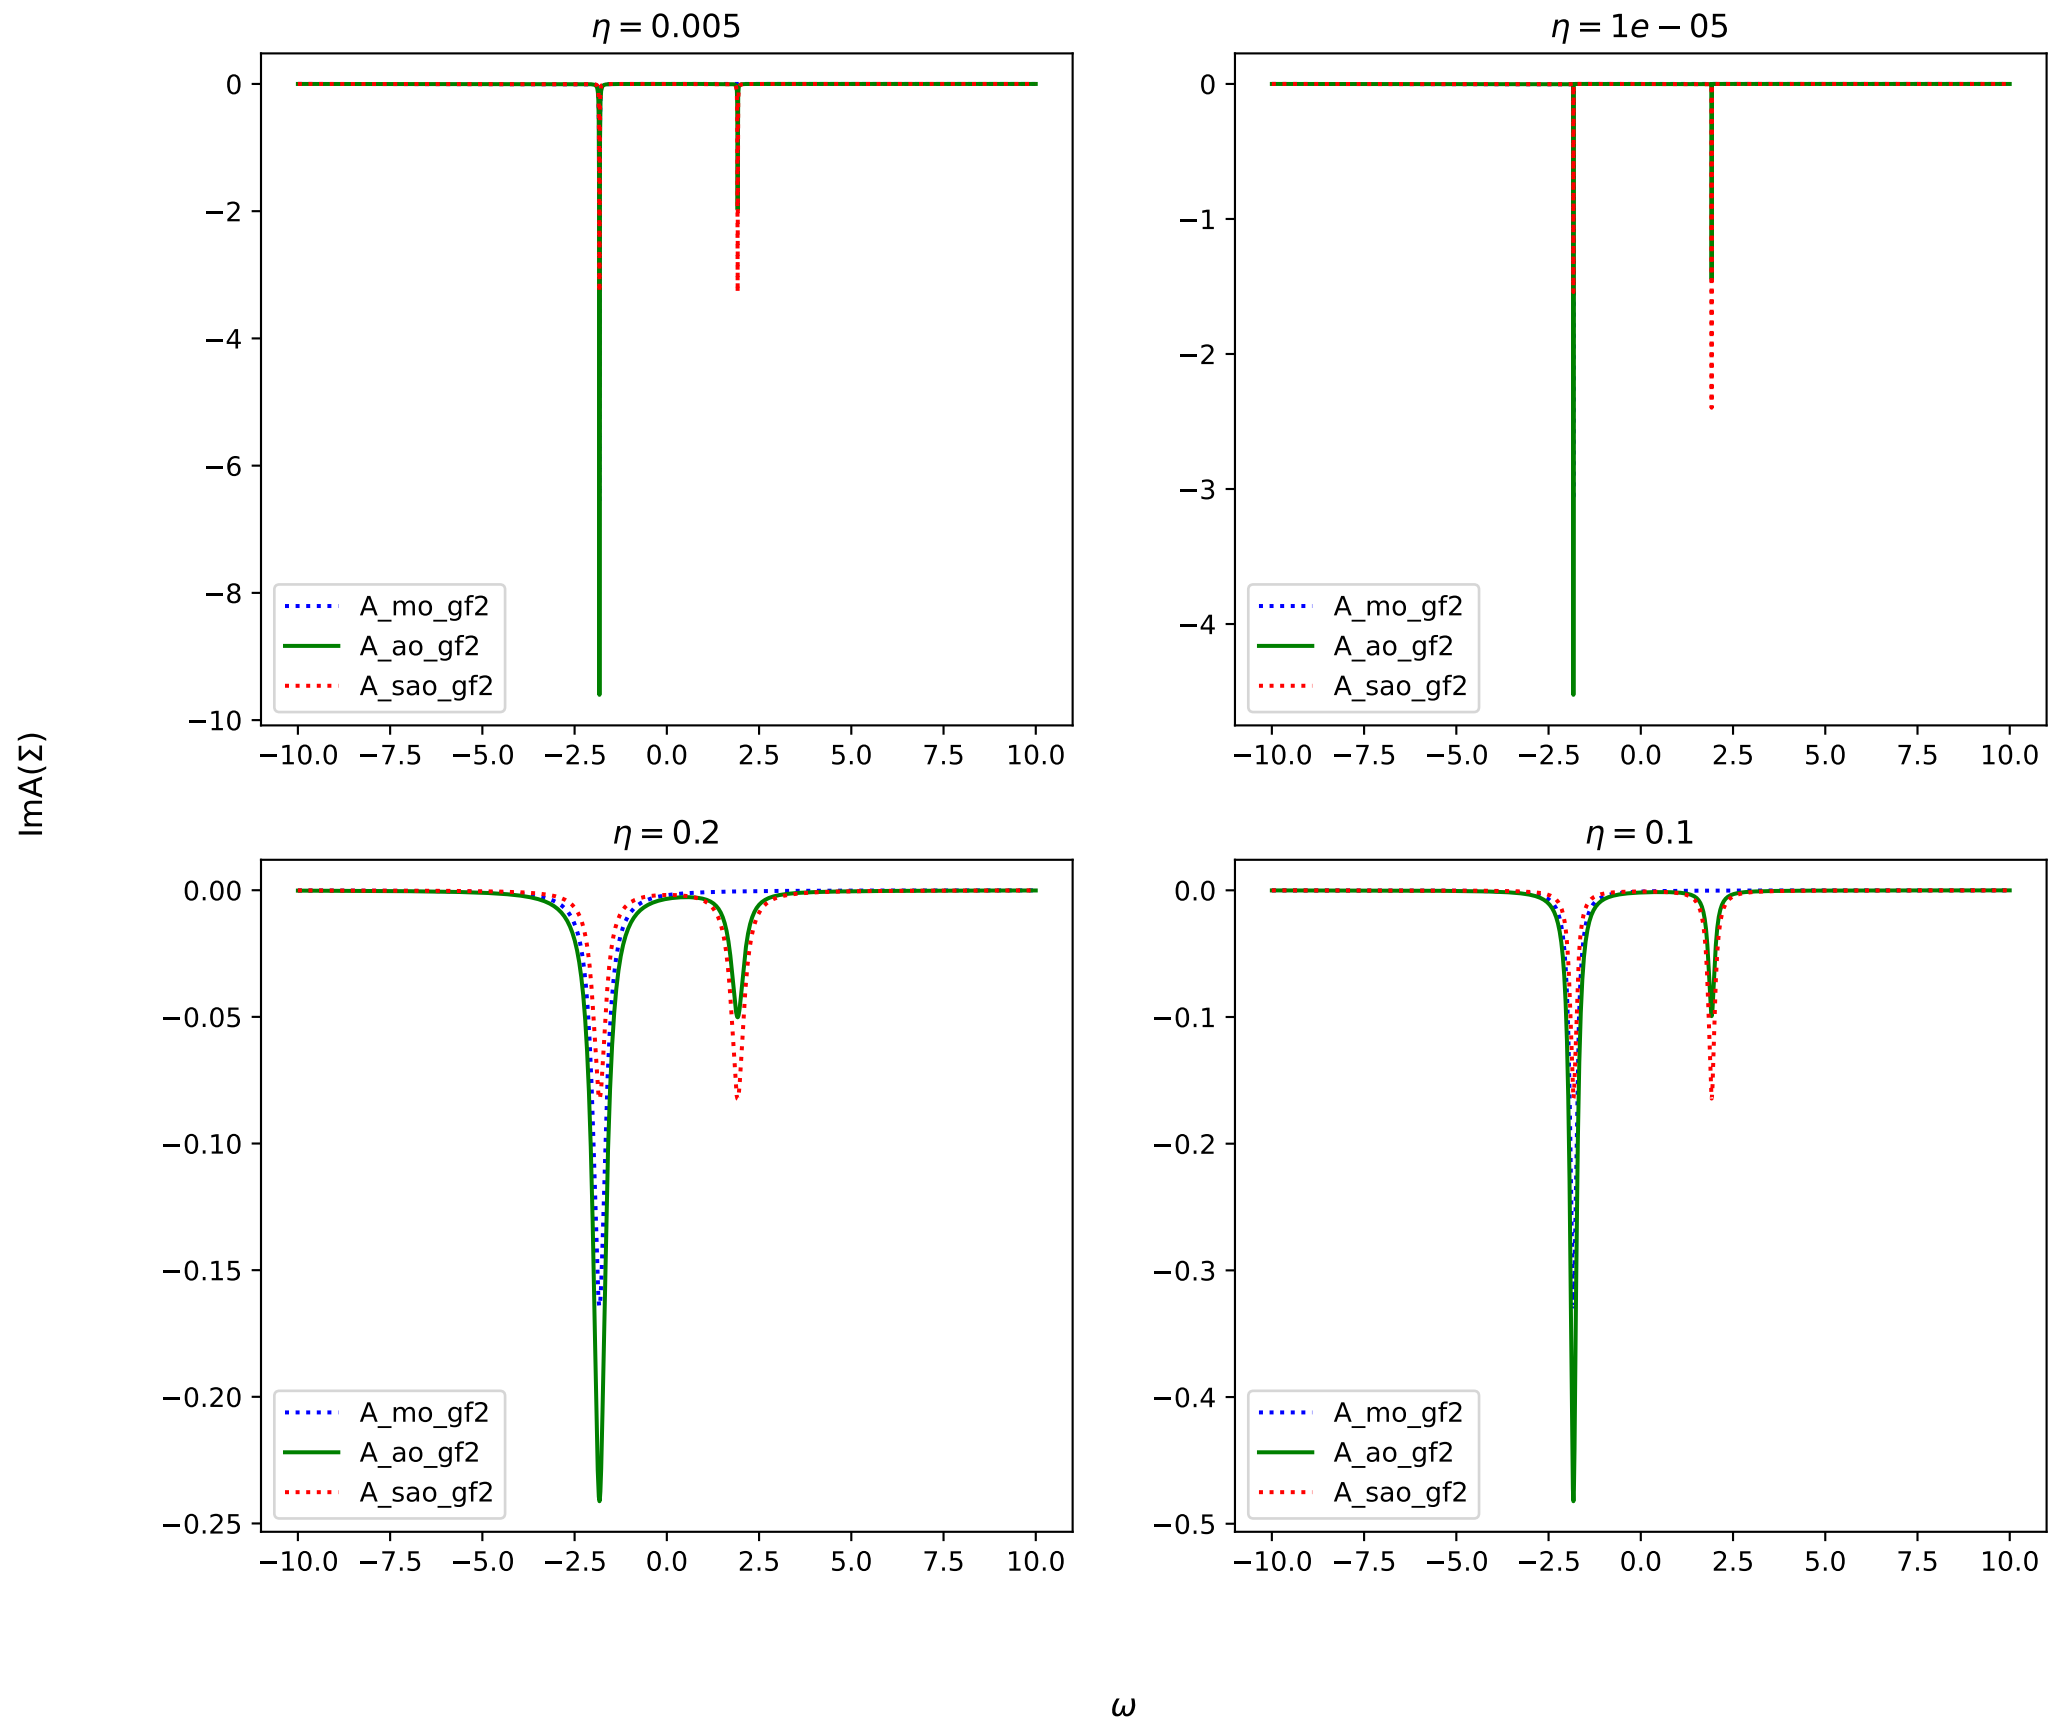 η = 0.005
0
−2
−4
−6
−8
−10
−10.0 −7.5 −5.0 −2.5 0.0 2.5 5.0 7.5 10.0
A_mo_gf2
A_ao_gf2
A_sao_gf2
η = 1e − 05
0
−1
−2
−3
−4
−10.0 −7.5 −5.0 −2.5 0.0 2.5 5.0 7.5 10.0
A_mo_gf2
A_ao_gf2
A_sao_gf2
ImA(Σ)
η = 0.2
0.00
−0.05
−0.10
−0.15
−0.20
−0.25
−10.0 −7.5 −5.0 −2.5 0.0 2.5 5.0 7.5 10.0
A_mo_gf2
A_ao_gf2
A_sao_gf2
η = 0.1
0.0
−0.1
−0.2
−0.3
−0.4
−0.5
−10.0 −7.5 −5.0 −2.5 0.0 2.5 5.0 7.5 10.0
A_mo_gf2
A_ao_gf2
A_sao_gf2
ω